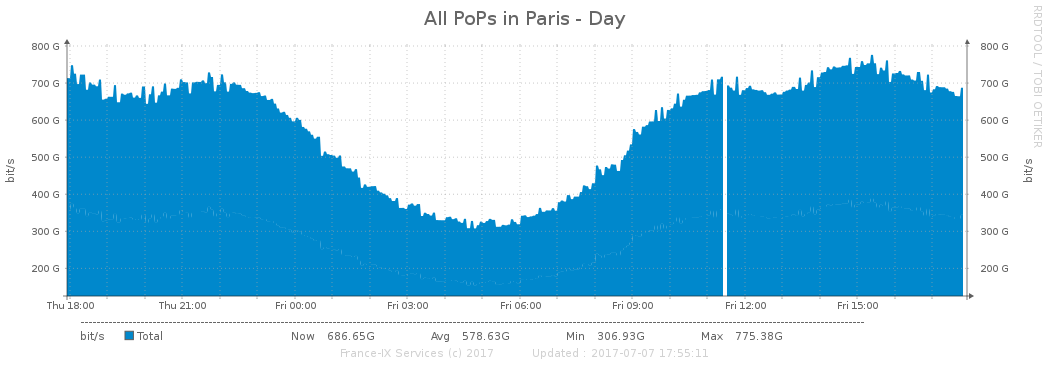 All PoPs in Paris - Day
RRDTOOL / TOBI OETIKER
bit/s
800 G 800 G
700 G 700 G
600 G 600 G
500 G 500 G
400 G 400 G
300 G 300 G
200 G 200 G
bit/s
Thu 18:00 Thu 21:00 Fri 00:00 Fri 03:00 Fri 06:00 Fri 09:00 Fri 12:00 Fri 15:00
bit/s Total Now 686.65G Avg 578.63G Min 306.93G Max 775.38G
France-IX Services (c) 2017 Updated : 2017-07-07 17:55:11